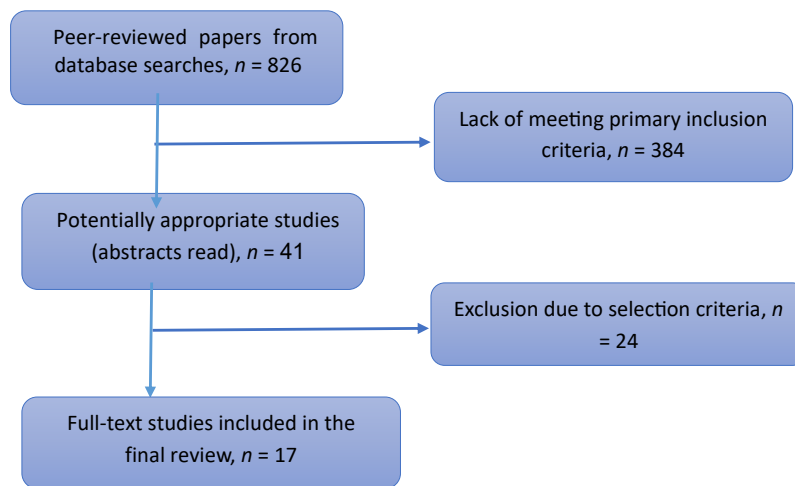 Peer-reviewed papers from
database searches, n = 826
Lack of meeting primary inclusion
criteria, n = 384
Potentially appropriate studies
(abstracts read), n = 41
Exclusion due to selection criteria, n
= 24
Full-text studies included in the
final review, n = 17